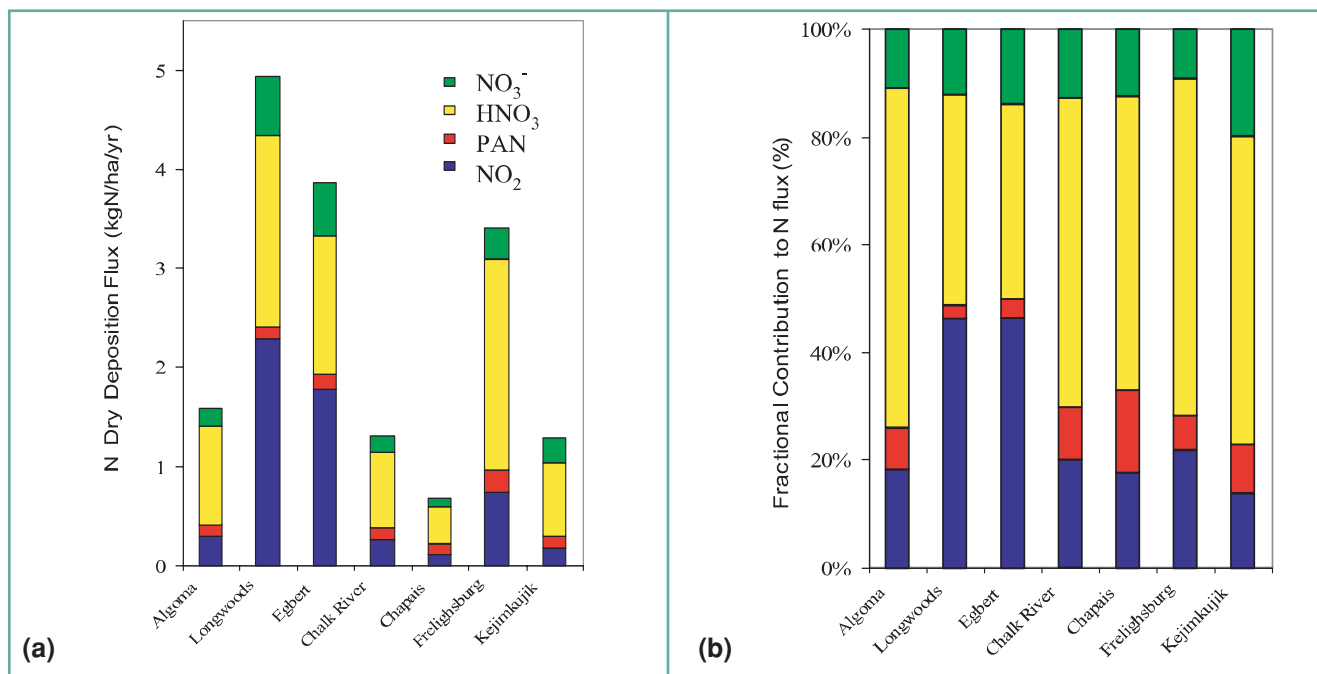 N Dry Deposition Flux (kgN/ha/yr)
5
4
3
2
1
0
NO₃⁻
HNO₃
PAN
NO₂
Algoma
Longwoods
Egbert
Chalk River
Chapais
Frelighsburg
Kejimkujik
(a)
Fractional Contribution to N flux (%)
100%
80%
60%
40%
20%
0%
Algoma
Longwoods
Egbert
Chalk River
Chapais
Frelighsburg
Kejimkujik
(b)